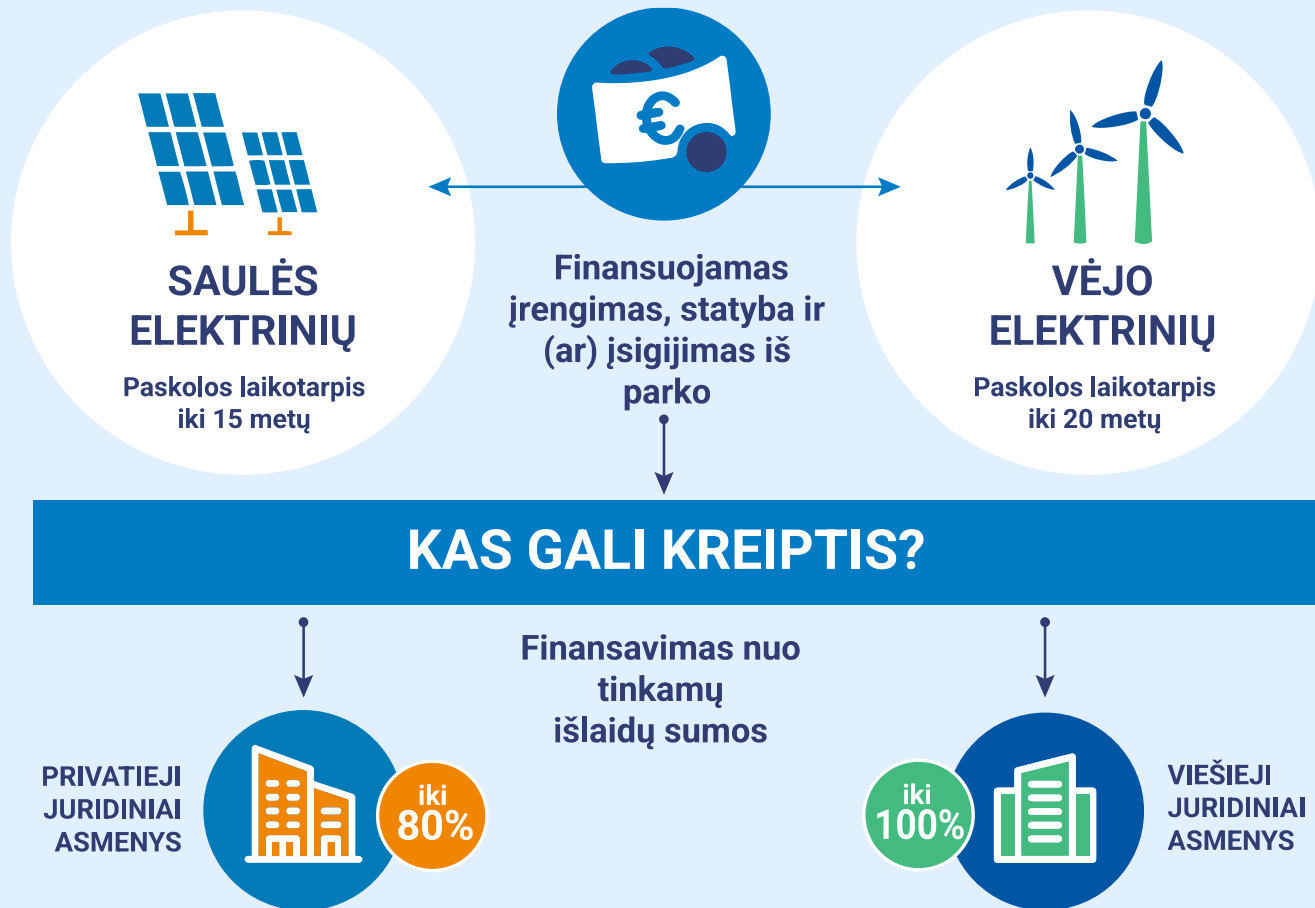 SAULĖS
ELEKTRINIŲ
Paskolos laikotarpis
iki 15 metų
€
Finansuojamas
įrengimas, statyba ir
(ar) įsigijimas iš
parko
VĖJO
ELEKTRINIŲ
Paskolos laikotarpis
iki 20 metų
KAS GALI KREIPTIS?
Finansavimas nuo
tinkamų
išlaidų sumos
PRIVATIEJI
JURIDINIAI
ASMENYS
iki
80%
iki
100%
VIEŠIEJI
JURIDINIAI
ASMENYS